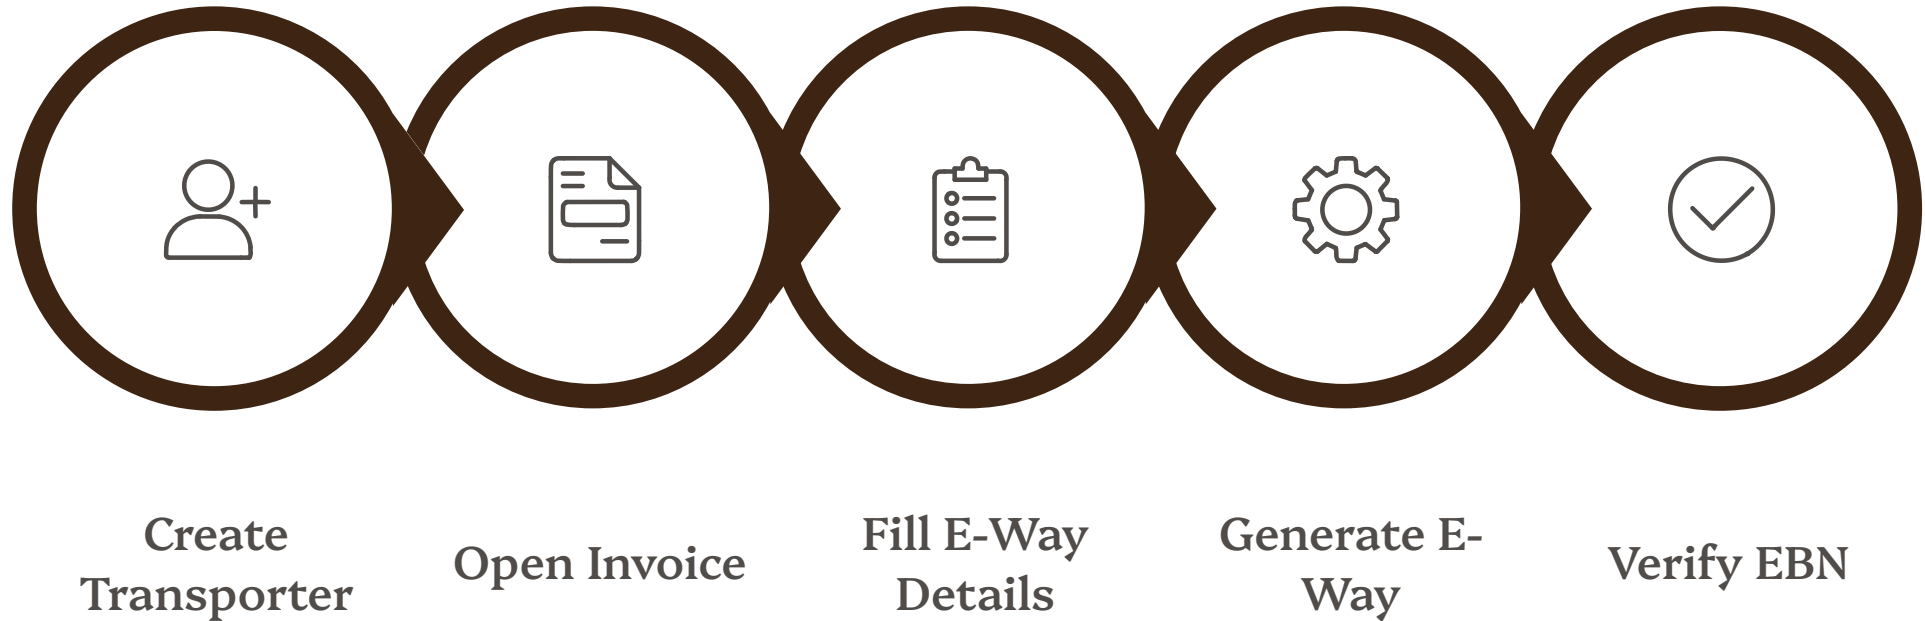 Create
Transporter
Open Invoice
Fill E-Way
Details
Generate E-
Way
Verify EBN